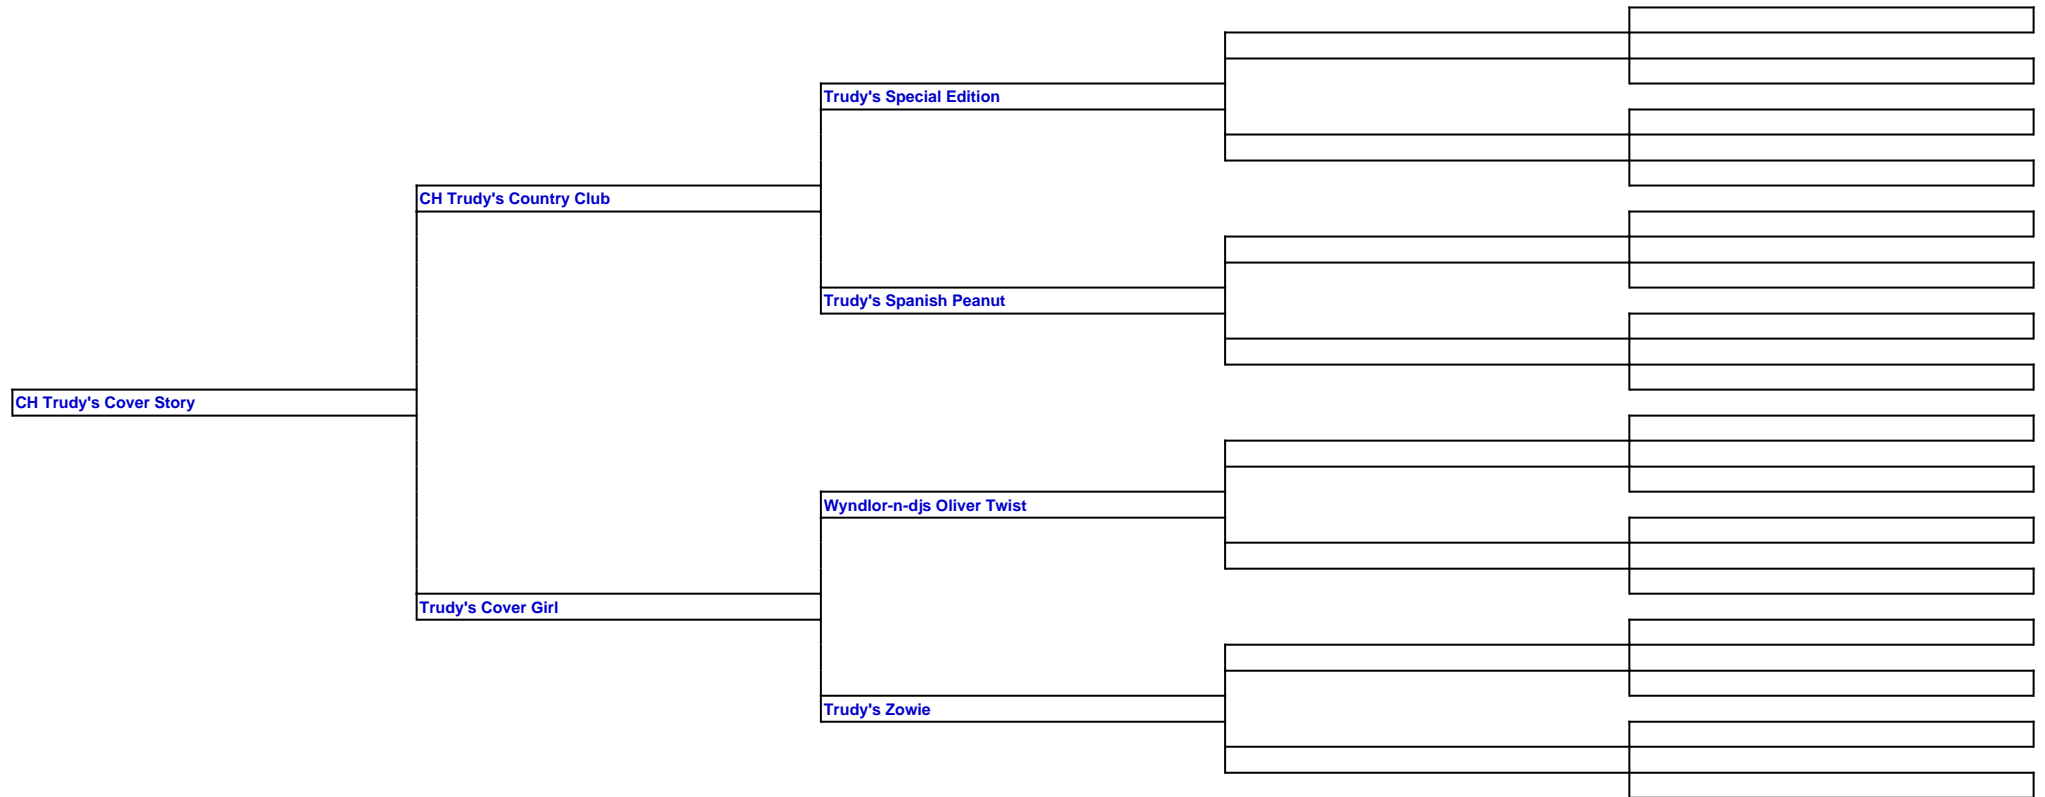 Trudy's Special Edition
CH Trudy's Country Club
Trudy's Spanish Peanut
CH Trudy's Cover Story
Wyndlor-n-djs Oliver Twist
Trudy's Cover Girl
Trudy's Zowie